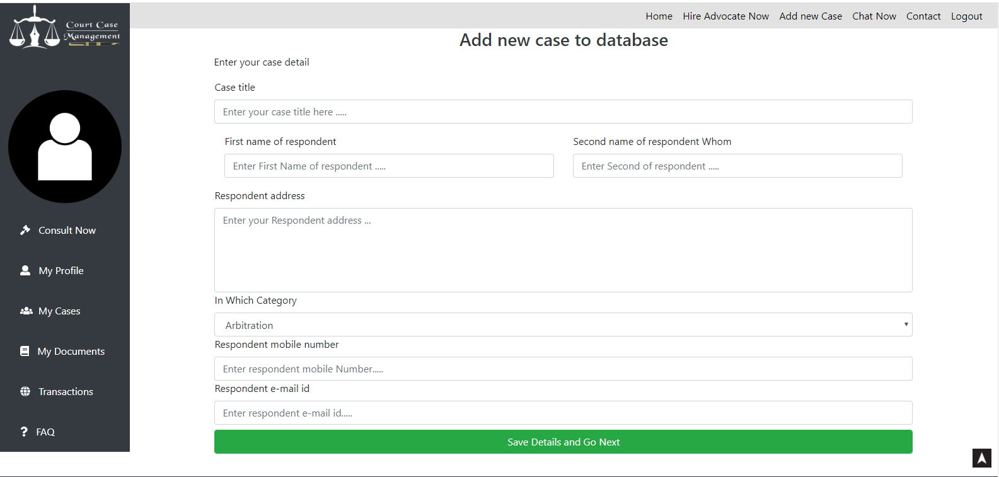 Court Case
Management
Home Hire Advocate Now Add new Case Chat Now Contact Logout
Add new case to database
Enter your case detail
Case title
Enter your case title here .....
First name of respondent Second name of respondent Whom
Enter First Name of respondent ..... Enter Second of respondent .....
Respondent address
Enter your Respondent address ...
In Which Category
Arbitration
Respondent mobile number
Enter respondent mobile Number.....
Respondent e-mail id
Enter respondent e-mail id.....
Save Details and Go Next
Consult Now
My Profile
My Cases
My Documents
Transactions
FAQ